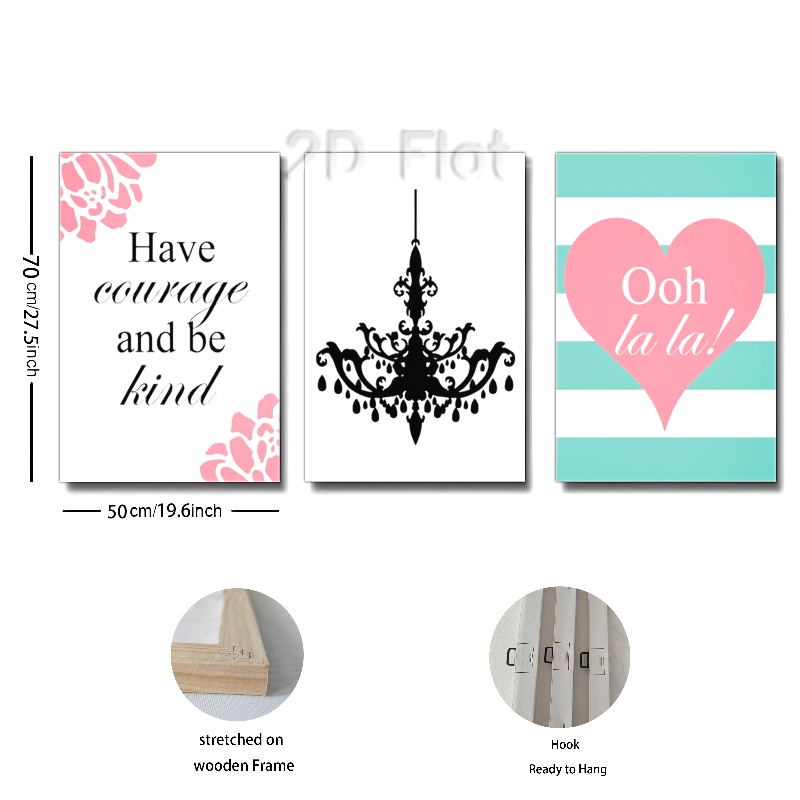 2D Flat
Have
courage
and be
kind
Ooh
la la!
70 cm/27.5inch
50cm/19.6inch
stretched on
wooden Frame
Hook
Ready to Hang